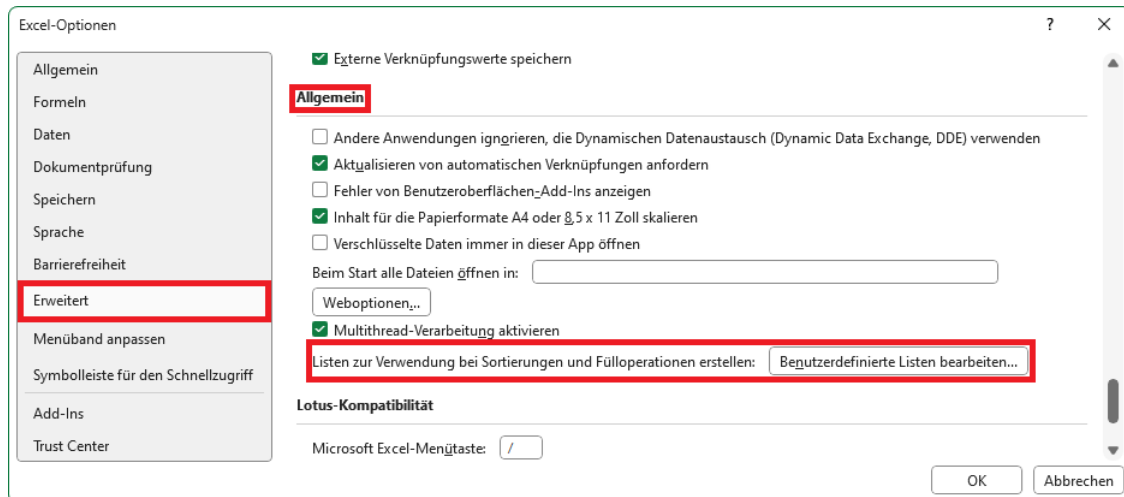 Excel-Optionen
?
Allgemein
Formeln
Daten
Dokumentprüfung
Speichern
Sprache
Barrierefreiheit
Erweitert
Menüband anpassen
Symbolleiste für den Schnellzugriff
Add-Ins
Trust Center
Externe Verknüpfungswerte speichern
Allgemein
Andere Anwendungen ignorieren, die Dynamischen Datenaustausch (Dynamic Data Exchange, DDE) verwenden
Aktualisieren von automatischen Verknüpfungen anfordern
Fehler von Benutzeroberflächen-Add-Ins anzeigen
Inhalt für die Papierformate A4 oder 8,5 x 11 Zoll skalieren
Verschlüsselte Daten immer in dieser App öffnen
Beim Start alle Dateien öffnen in:
Weboptionen...
Multithread-Verarbeitung aktivieren
Listen zur Verwendung bei Sortierungen und Fülloperationen erstellen: Benutzerdefinierte Listen bearbeiten...
Lotus-Kompatibilität
Microsoft Excel-Menütaste: /
OK Abbrechen